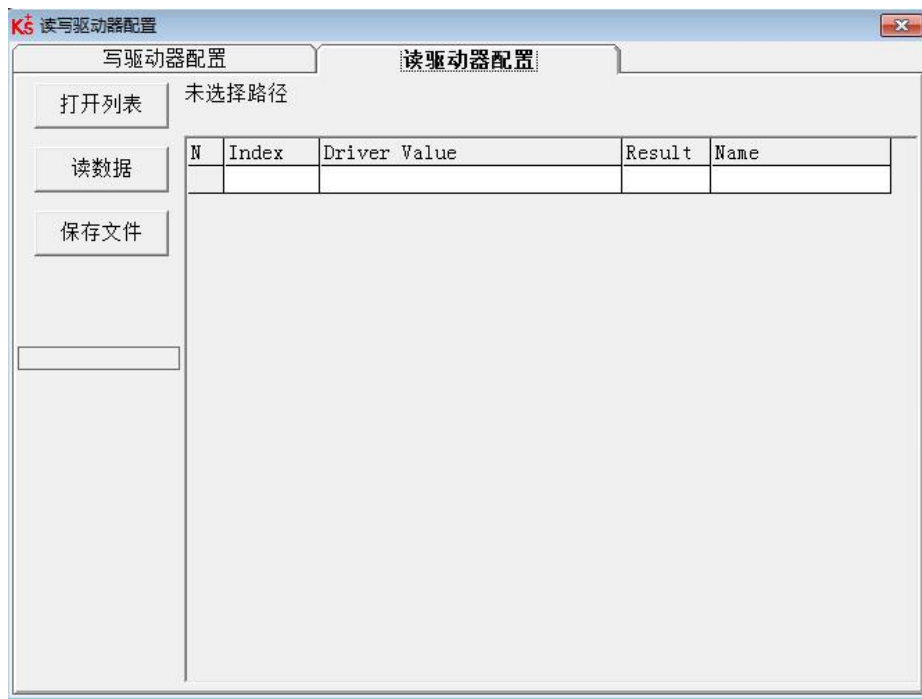 K+S 读写驱动器配置
写驱动器配置 读驱动器配置
打开列表 未选择路径
N Index Driver Value Result Name
读数据
保存文件